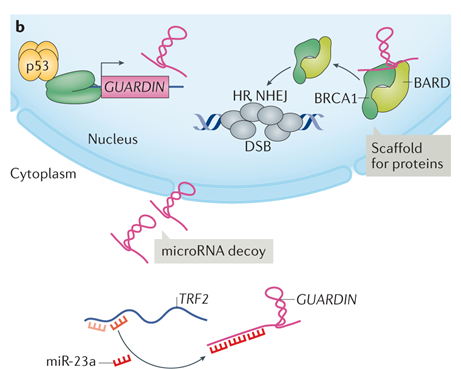 b
p53
GUARDIN
HR NHEJ
DSB
BRCA1
BARD
Scaffold
for proteins
Nucleus
Cytoplasm
microRNA decoy
TRF2
GUARDIN
miR-23a